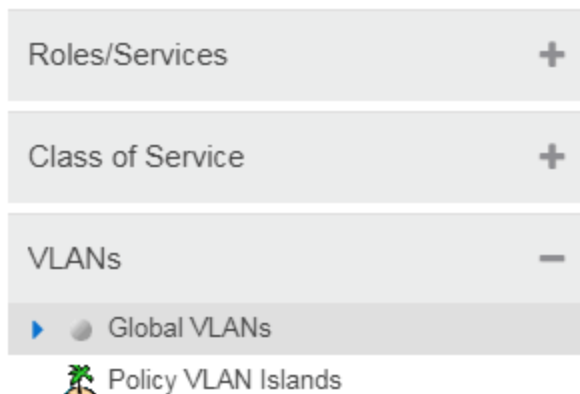 Roles/Services
Class of Service
VLANs
Global VLANs
Policy VLAN Islands